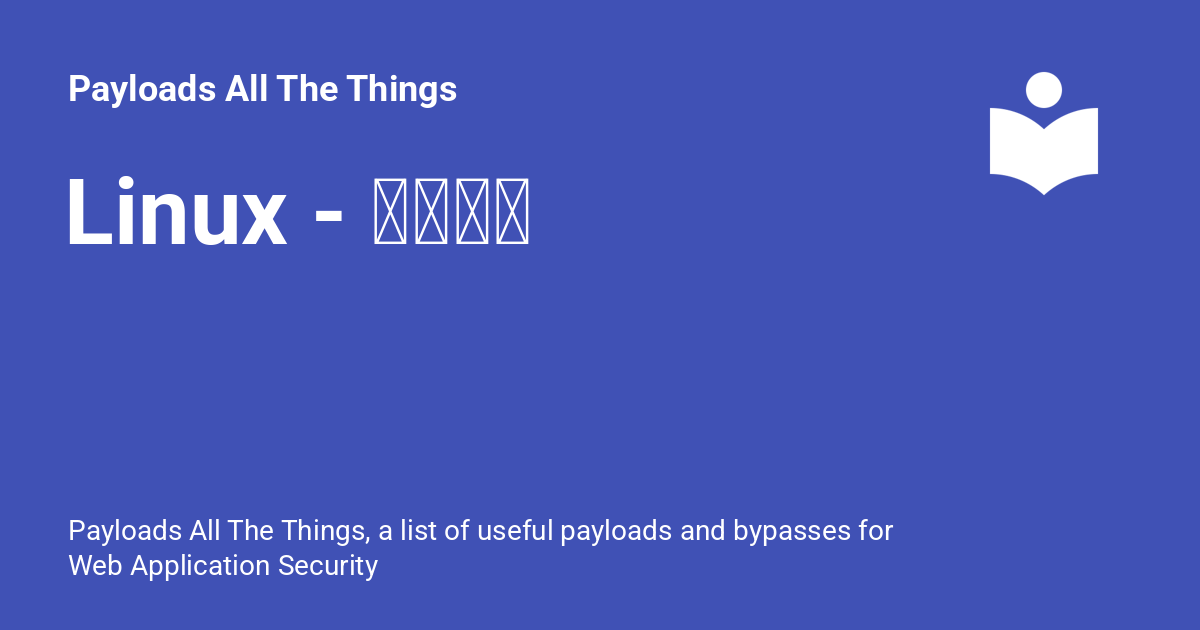 Payloads All The Things
Linux -
Payloads All The Things, a list of useful payloads and bypasses for
Web Application Security